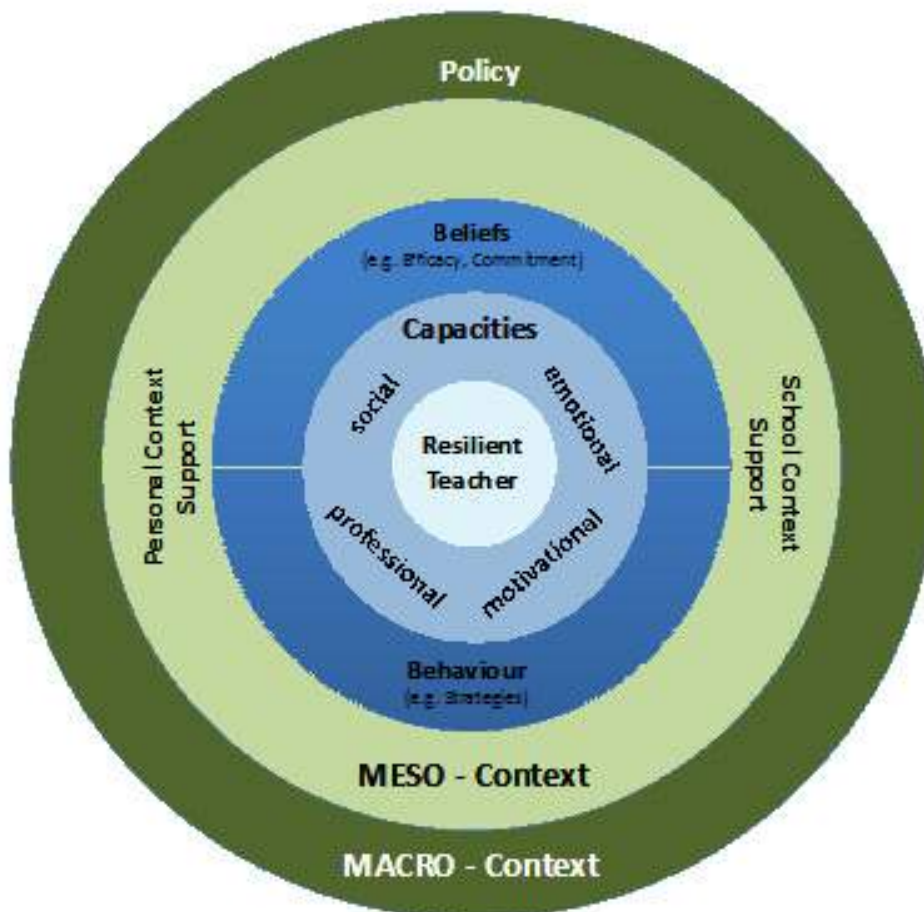 Policy
Beliefs
(e.g. Efficacy, Commitment)
Capacities
social
emotional
Personal Context
Support
Resilient
Teacher
School Context
Support
professional
motivational
Behaviour
(e.g. Strategies)
MESO - Context
MACRO - Context